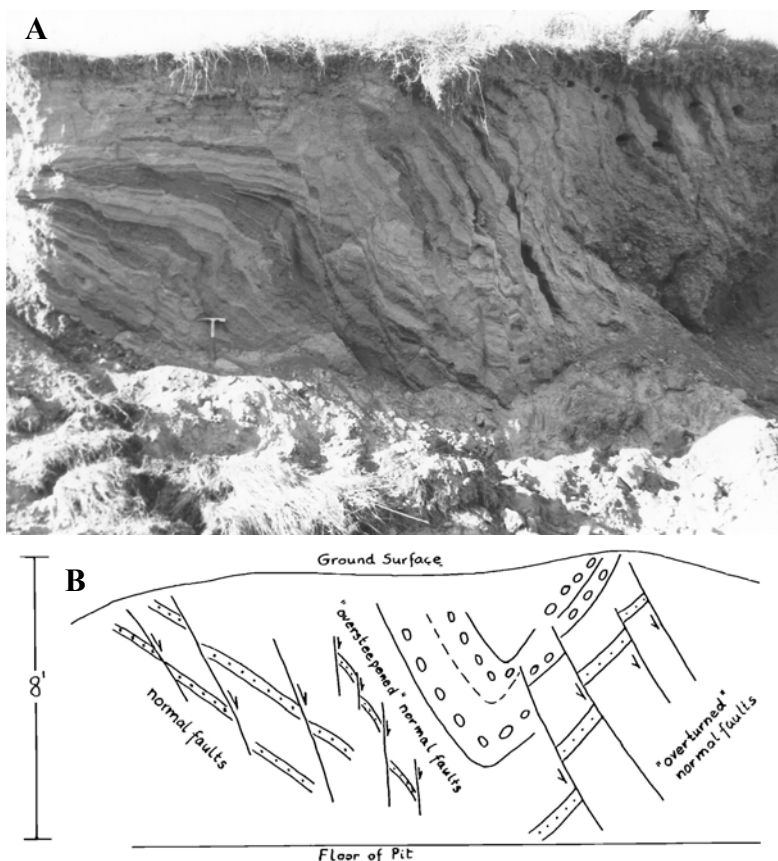 A
B
Ground Surface
8'
normal faults
"oversteepened" normal faults
"overturned"
normal faults
Floor of Pit